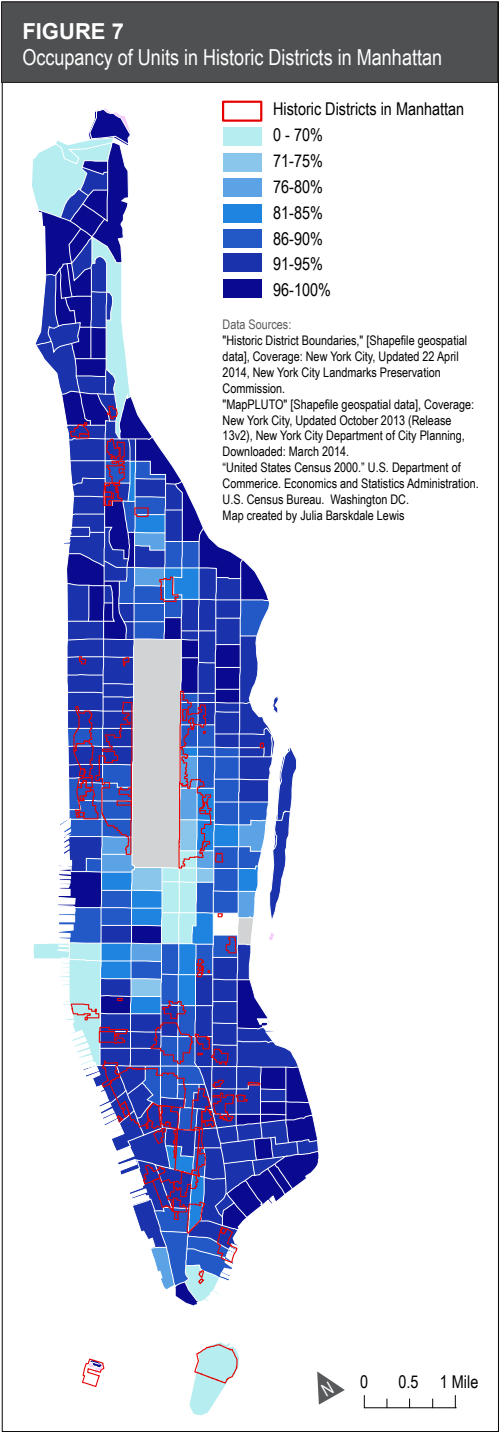 FIGURE 7
Occupancy of Units in Historic Districts in Manhattan
Historic Districts in Manhattan
0 - 70%
71-75%
76-80%
81-85%
86-90%
91-95%
96-100%
Data Sources:
"Historic District Boundaries," [Shapefile geospatial
data], Coverage: New York City, Updated 22 April
2014, New York City Landmarks Preservation
Commission.
"MapPLUTO" [Shapefile geospatial data], Coverage:
New York City, Updated October 2013 (Release
13v2), New York City Department of City Planning,
Downloaded: March 2014.
“United States Census 2000.” U.S. Department of
Commerice. Economics and Statistics Administration.
U.S. Census Bureau.  Washington DC.
Map created by Julia Barskdale Lewis
N
0 0.5 1 Mile